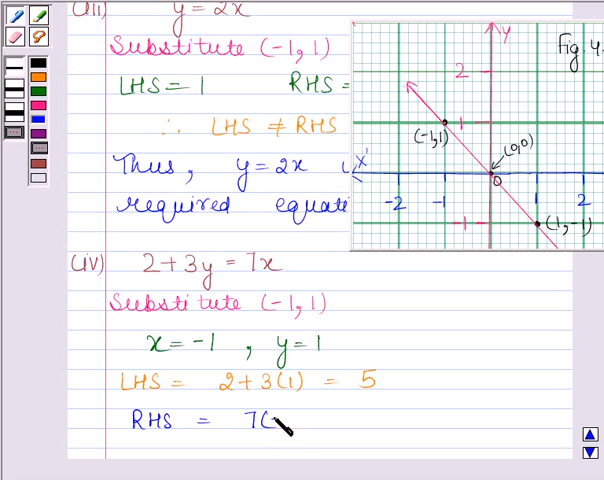 (iii) y = 2x
Substitute (-1, 1)
LHS = 1 RHS =
∴ LHS ≠ RHS
Thus, y = 2x
required equati
(iv) 2 + 3y = 7x
Substitute (-1, 1)
x = -1 , y = 1
LHS = 2 + 3(1) = 5
RHS = 7(
Y
Fig. 4.
2
(-1, 1)
1
(0,0)
X'
0
-2 -1 1 2
-1
(1, -1)